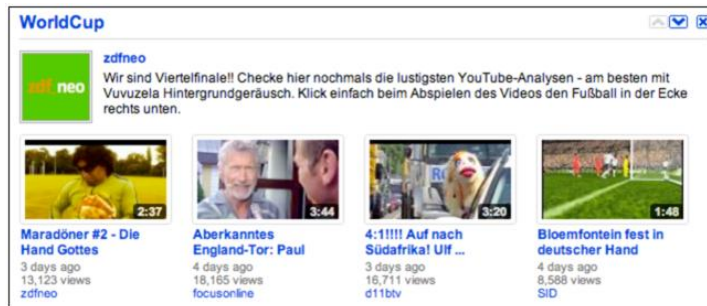 WorldCup
zdf_neo
zdfneo
Wir sind Viertelfinale!! Checke hier nochmals die lustigsten YouTube-Analysen - am besten mit
Vuvuzela Hintergrundgeräusch. Klick einfach beim Abspielen des Videos den Fußball in der Ecke
rechts unten.
2:37
3:44
3:20
1:48
Maradöner #2 - Die
Hand Gottes
3 days ago
13,123 views
zdfneo
Aberkanntes
England-Tor: Paul
4 days ago
18,165 views
focusonline
4:1!!!! Auf nach
Südafrika! Ulf ...
3 days ago
16,711 views
d11btv
Bloemfontein fest in
deutscher Hand
4 days ago
8,588 views
SID